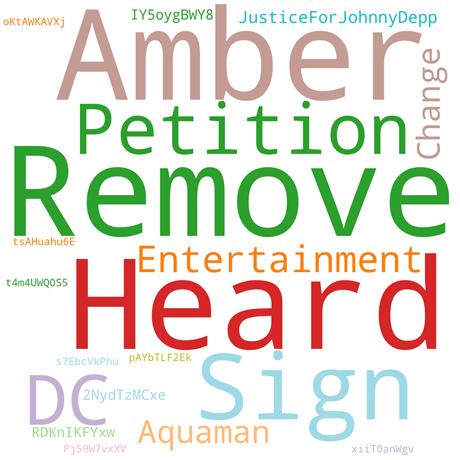 oKtAWKAVXj
IY5oygBWY8
JusticeForJohnnyDepp
Amber
Change
Petition
Remove
tsAHuahu6E
Entertainment
t4m4UWQ0S5
Heard
s7EbcVkPhu
pAYbTLF2Ek
Sign
DC
2NydTzMCxe
RDKnIKFYxw
Aquaman
Pj59W7vxXV
xiiT0anWgv